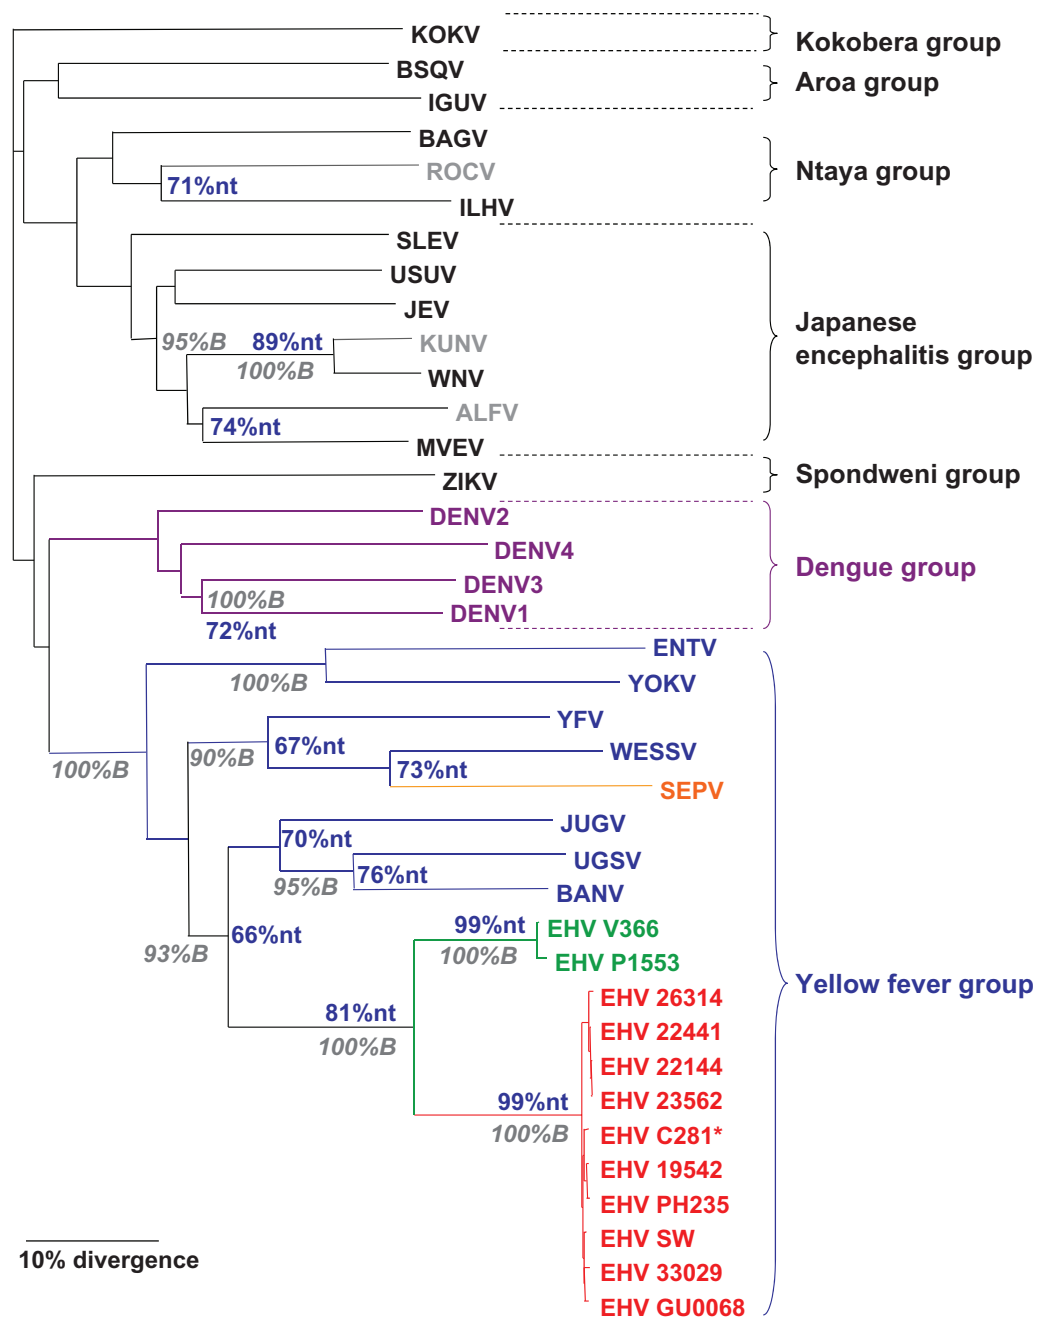 KOKV
Kokobera group
BSQV
Aroa group
IGUV
BAGV
ROCV
Ntaya group
71%nt
ILHV
SLEV
USUV
JEV
Japanese
encephalitis group
95%B
89%nt
KUNV
100%B
WNV
ALFV
74%nt
MVEV
ZIKV
Spondweni group
DENV2
DENV4
Dengue group
DENV3
100%B
DENV1
72%nt
ENTV
100%B
YOKV
YFV
67%nt
90%B
WESSV
100%B
73%nt
SEPV
JUGV
70%nt
UGSV
76%nt
95%B
BANV
99%nt
EHV V366
66%nt
93%B
100%B
EHV P1553
Yellow fever group
EHV 26314
81%nt
EHV 22441
100%B
EHV 22144
99%nt
EHV 23562
100%B
EHV C281*
EHV 19542
EHV PH235
EHV SW
10% divergence
EHV 33029
EHV GU0068